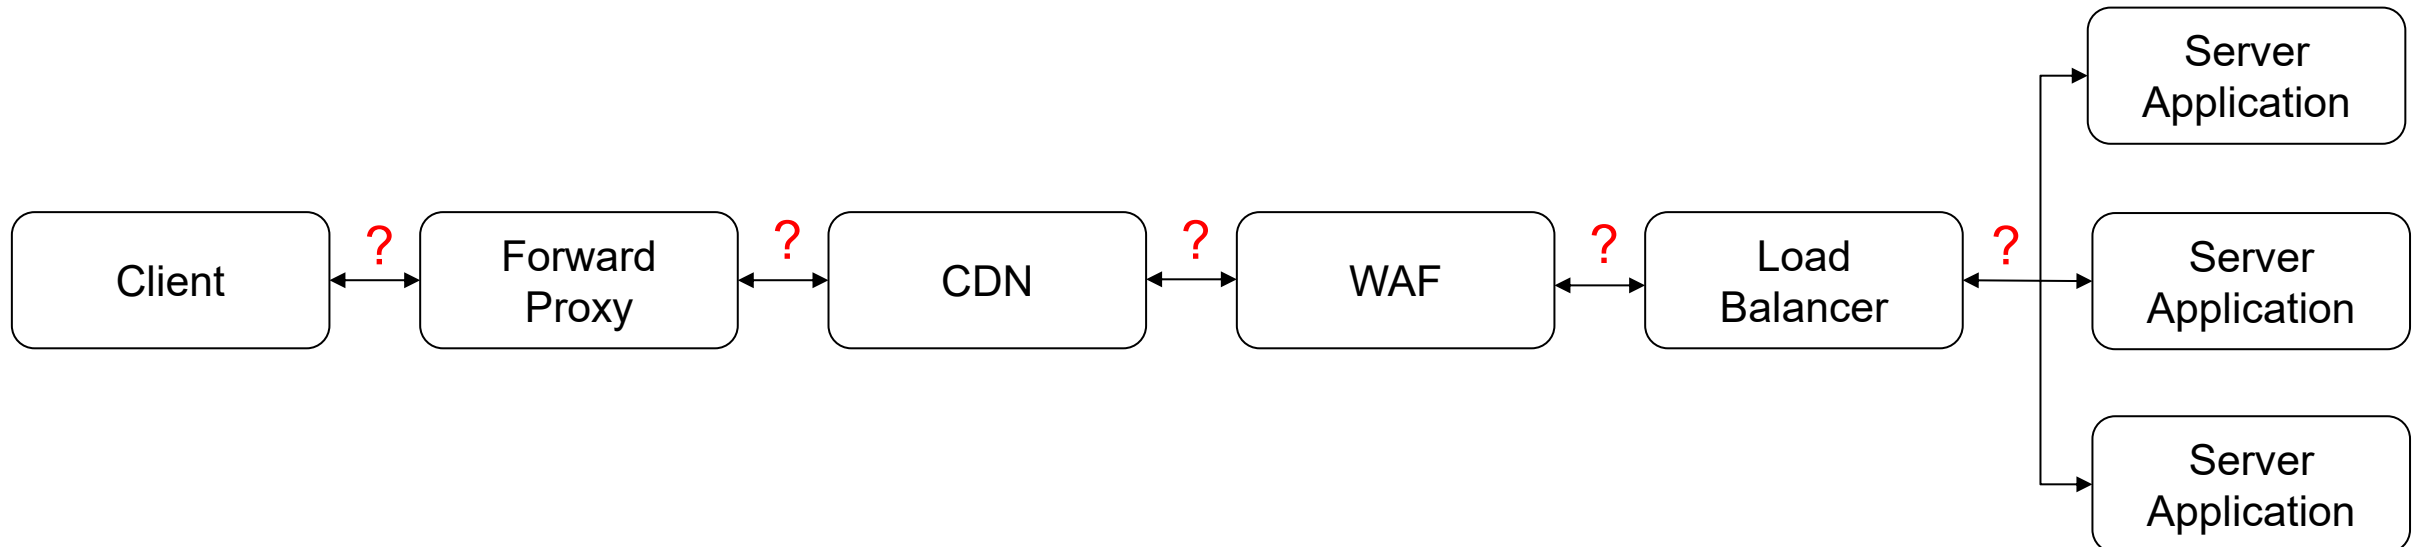 Client
?
Forward
Proxy
?
CDN
?
WAF
?
Load
Balancer
?
Server
Application
Server
Application
Server
Application